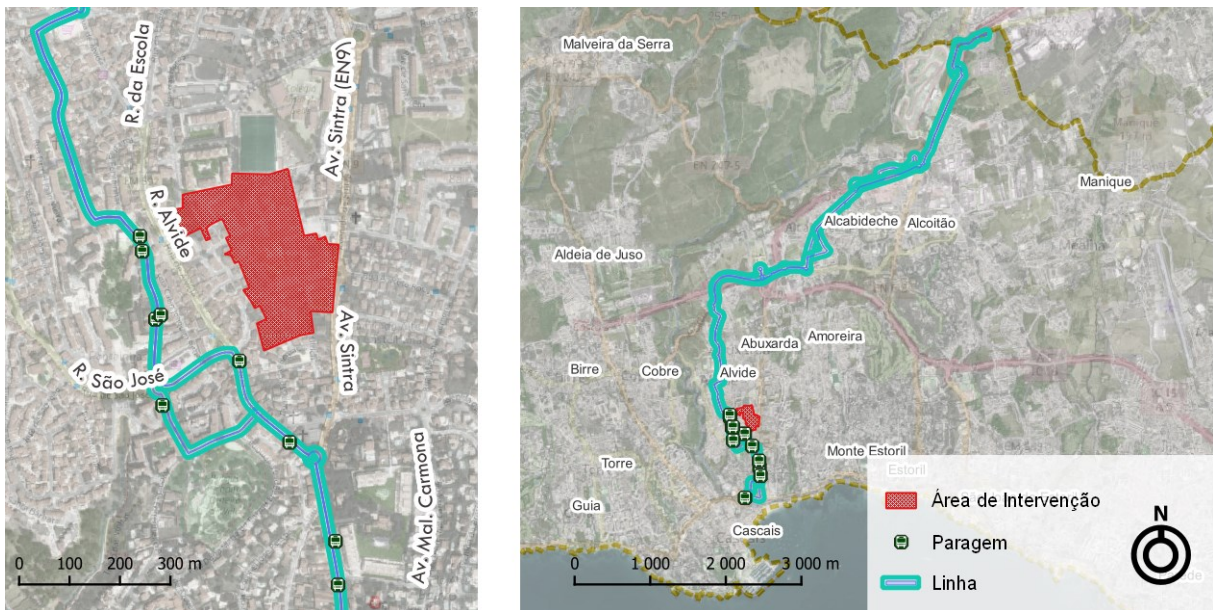 R. da Escola
Av. Sintra (EN9)
R. Alvide
Av. Sintra
R. São José
Av. Mal. Carmona
0 100 200 300 m
Malveira da Serra
Manique
Alcabideche
Alcoitão
Aldeia de Juso
Amoreira
Abuxarda
Birre
Cobre
Alvide
Monte Estoril
Estoril
Torre
Guia
Cascais
0 1 000 2 000 3 000 m
Área de Intervenção
Paragem
Linha
N